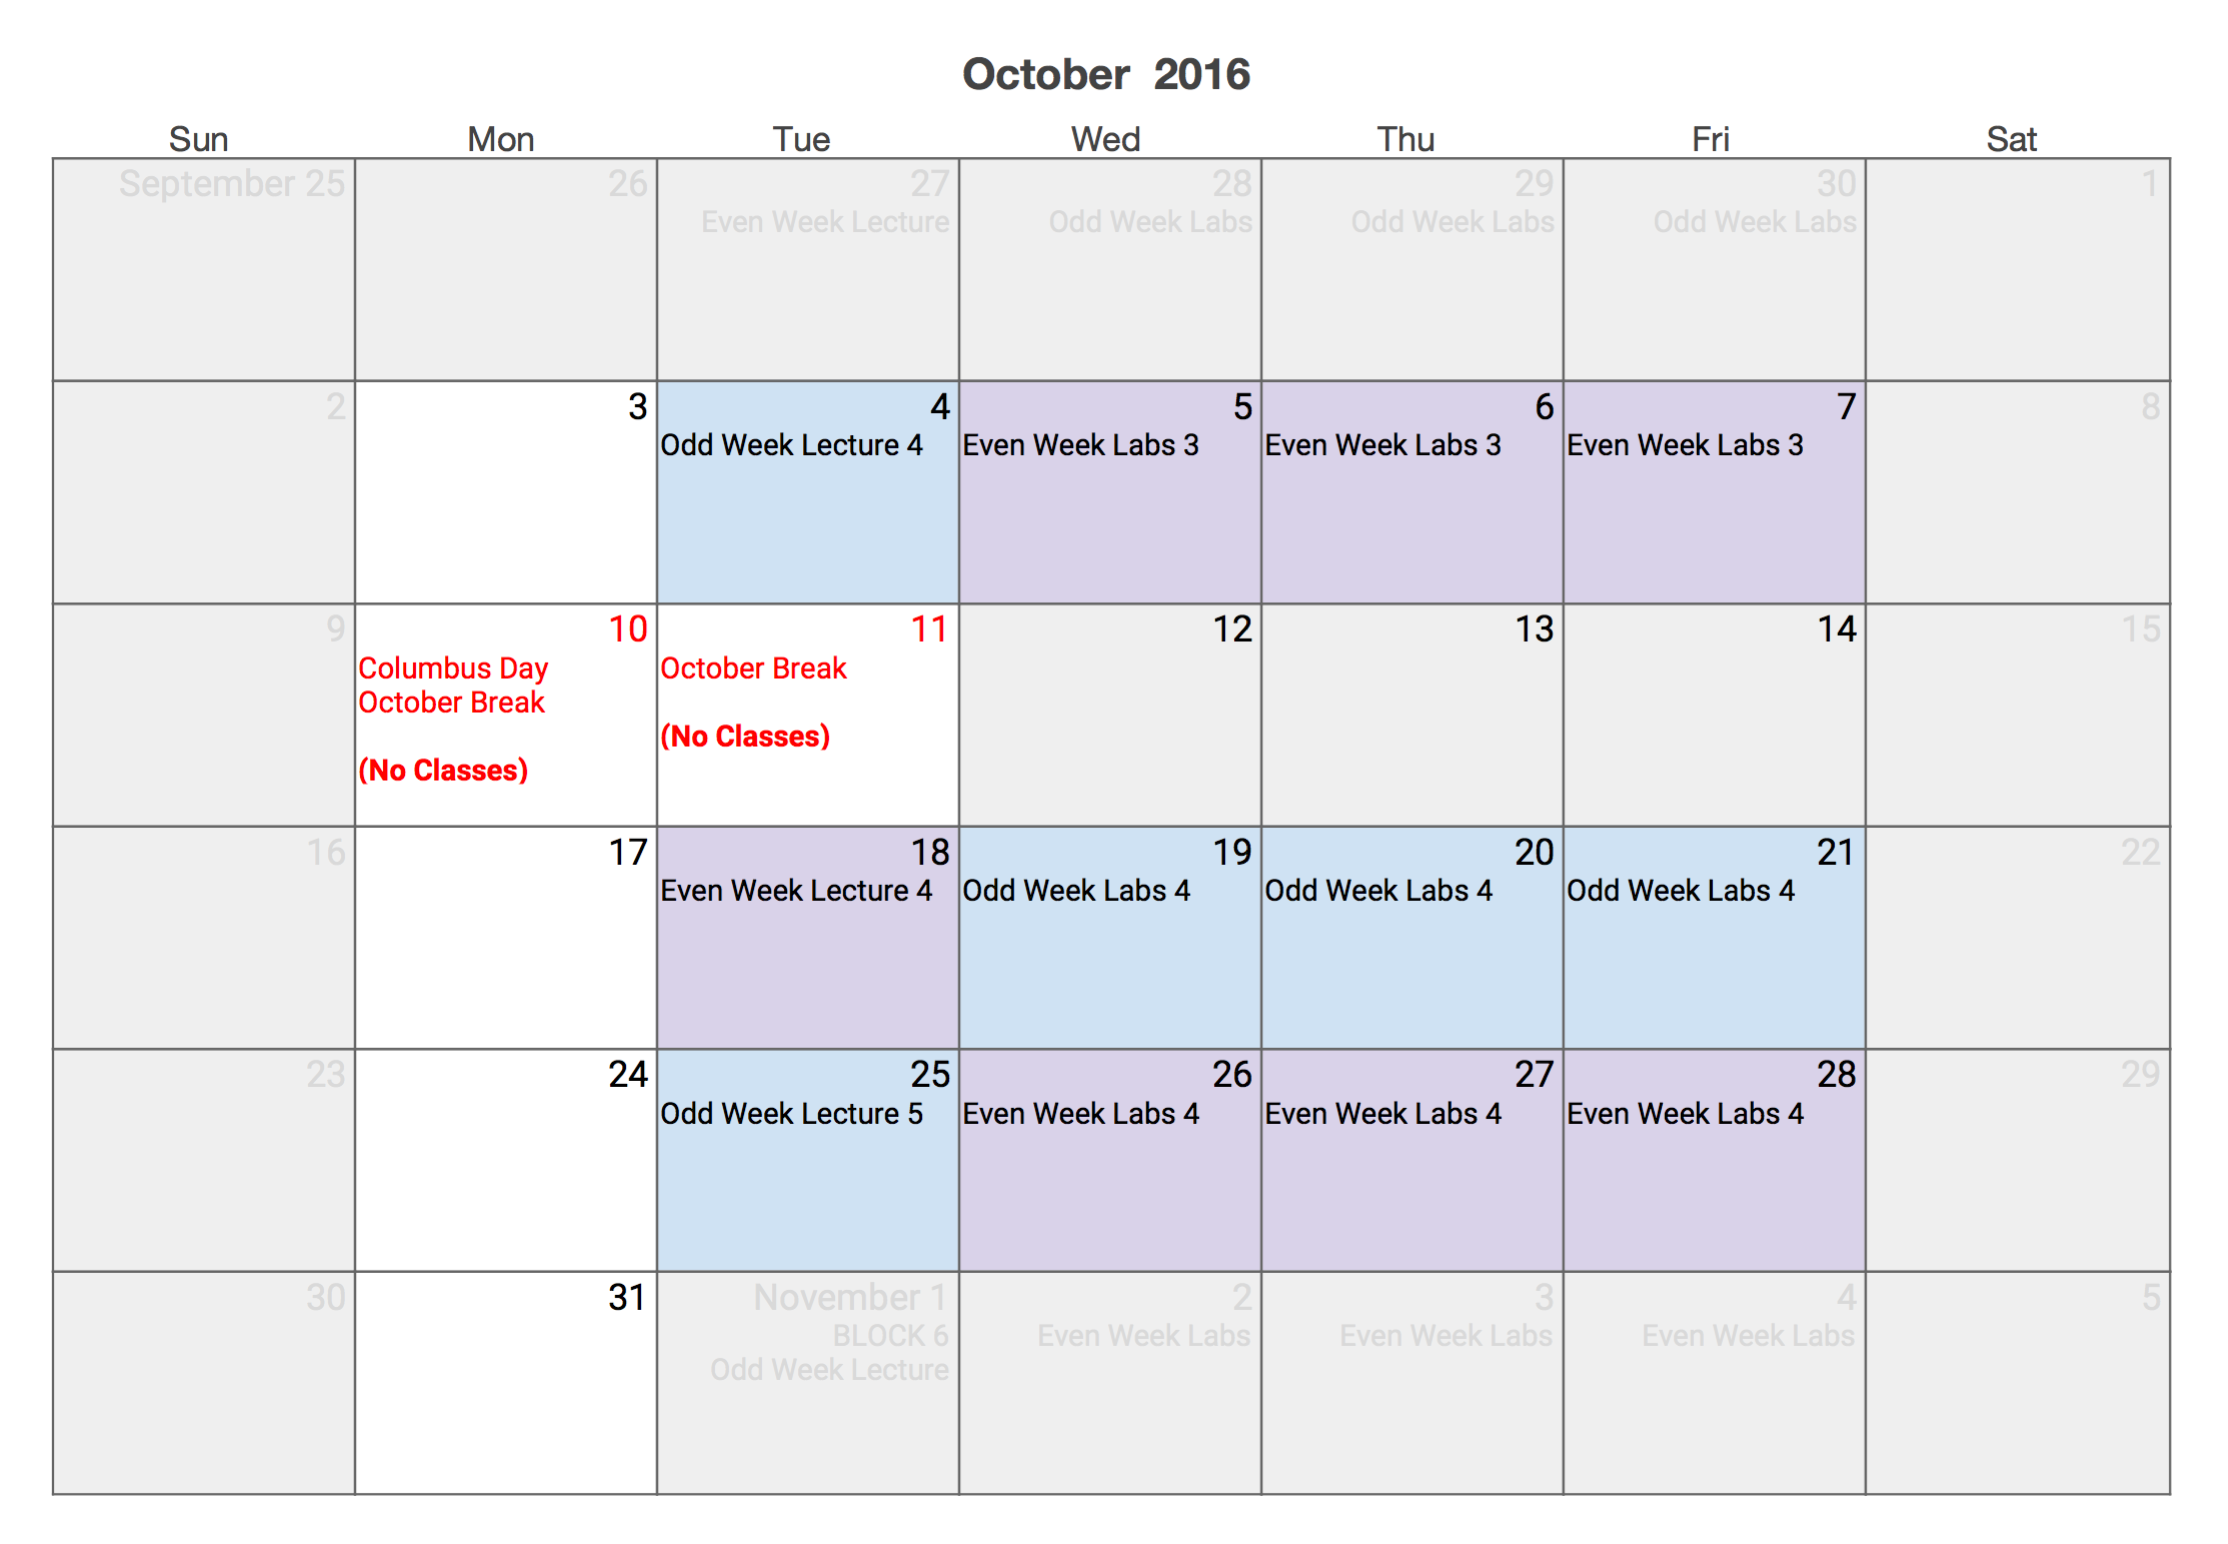 October 2016
Sun Mon Tue Wed Thu Fri Sat
September 25 26 27 28 29 30 1
Even Week Lecture Odd Week Labs Odd Week Labs Odd Week Labs
2 3 4 5 6 7 8
Odd Week Lecture 4 Even Week Labs 3 Even Week Labs 3 Even Week Labs 3
9 10 11 12 13 14 15
Columbus Day October Break
October Break
(No Classes)
(No Classes)
16 17 18 19 20 21 22
Even Week Lecture 4 Odd Week Labs 4 Odd Week Labs 4 Odd Week Labs 4
23 24 25 26 27 28 29
Odd Week Lecture 5 Even Week Labs 4 Even Week Labs 4 Even Week Labs 4
30 31 November 1 2 3 4 5
BLOCK 6 Even Week Labs Even Week Labs Even Week Labs
Odd Week Lecture